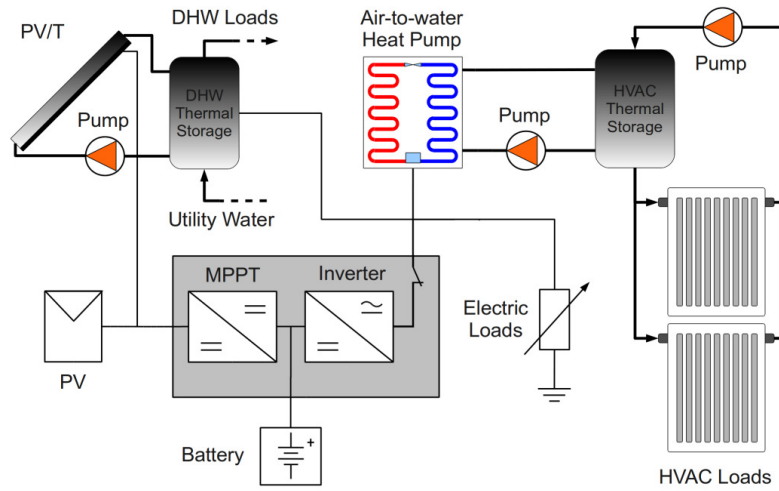 PV/T
DHW Loads
Air-to-water
Heat Pump
Pump
DHW
Thermal
Storage
HVAC
Thermal
Storage
Pump
Pump
Utility Water
MPPT
Inverter
Electric
Loads
PV
Battery
+
HVAC Loads